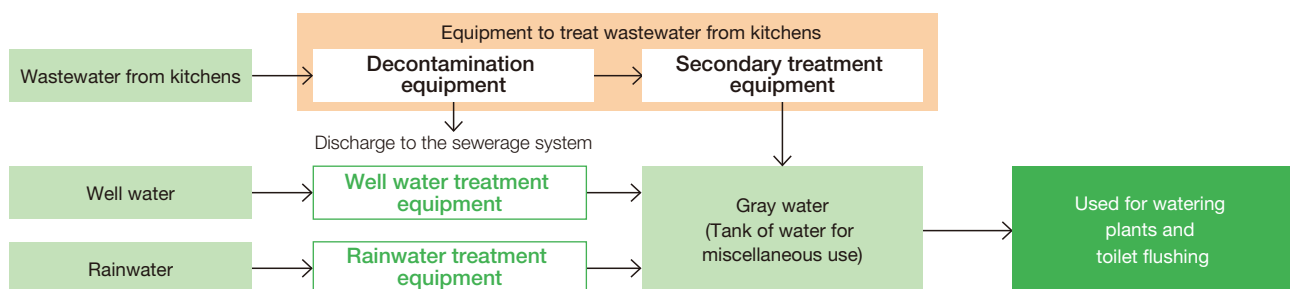 Equipment to treat wastewater from kitchens
Wastewater from kitchens
Decontamination
equipment
Secondary treatment
equipment
Discharge to the sewerage system
Well water
Well water treatment
equipment
Rainwater
Rainwater treatment
equipment
Gray water
(Tank of water for
miscellaneous use)
Used for watering
plants and
toilet flushing